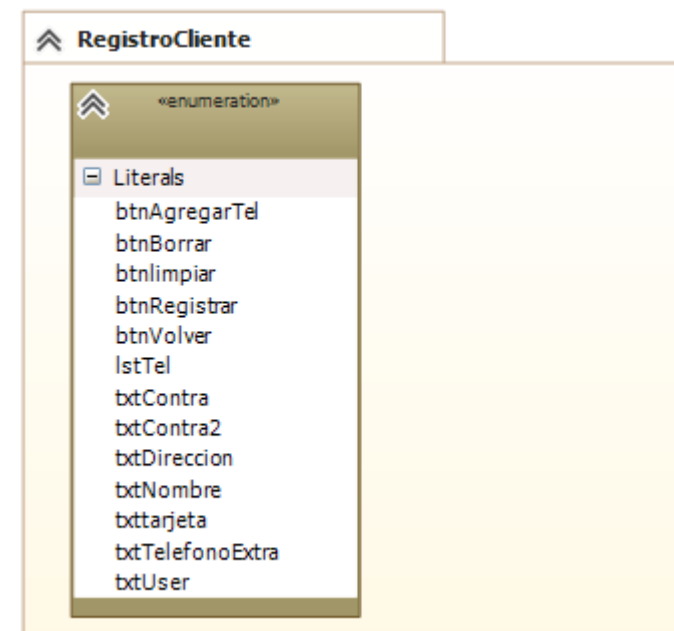 RegistroCliente
«enumeration»
Literals
btnAgregarTel
btnBorrar
btnlimpiar
btnRegistrar
btnVolver
lstTel
txtContra
txtContra2
txtDireccion
txtNombre
txttarjeta
txtTelefonoExtra
txtUser